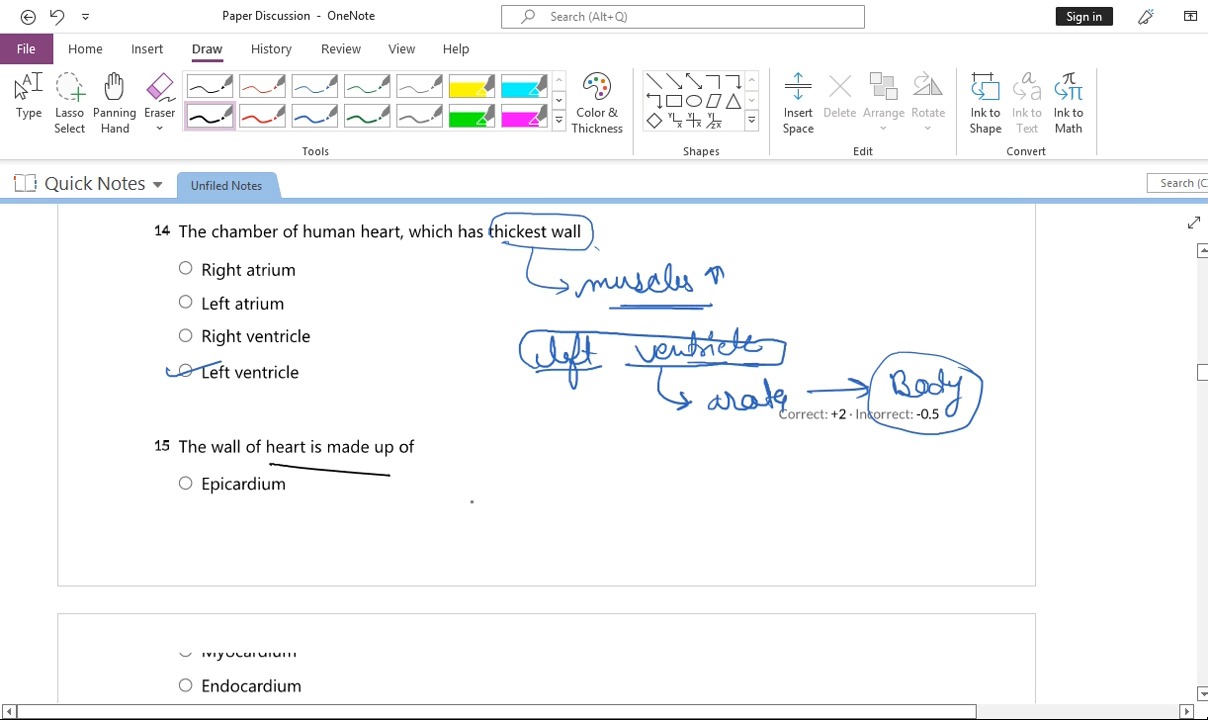 Paper Discussion - OneNote
Search (Alt+Q)
Sign in
File Home Insert Draw History Review View Help
Type
Lasso Select
Panning Hand
Eraser
Color & Thickness
Insert Space
Delete
Arrange
Rotate
Ink to Shape
Ink to Text
Ink to Math
Tools
Shapes
Edit
Convert
Quick Notes
Unfiled Notes
Search (C
14 The chamber of human heart, which has thickest wall
Right atrium
muscles ↑
Left atrium
Right ventricle
left ventricle
Left ventricle
Body
Correct: +2 · Incorrect: -0.5
15 The wall of heart is made up of
Epicardium
Myocardium
Endocardium